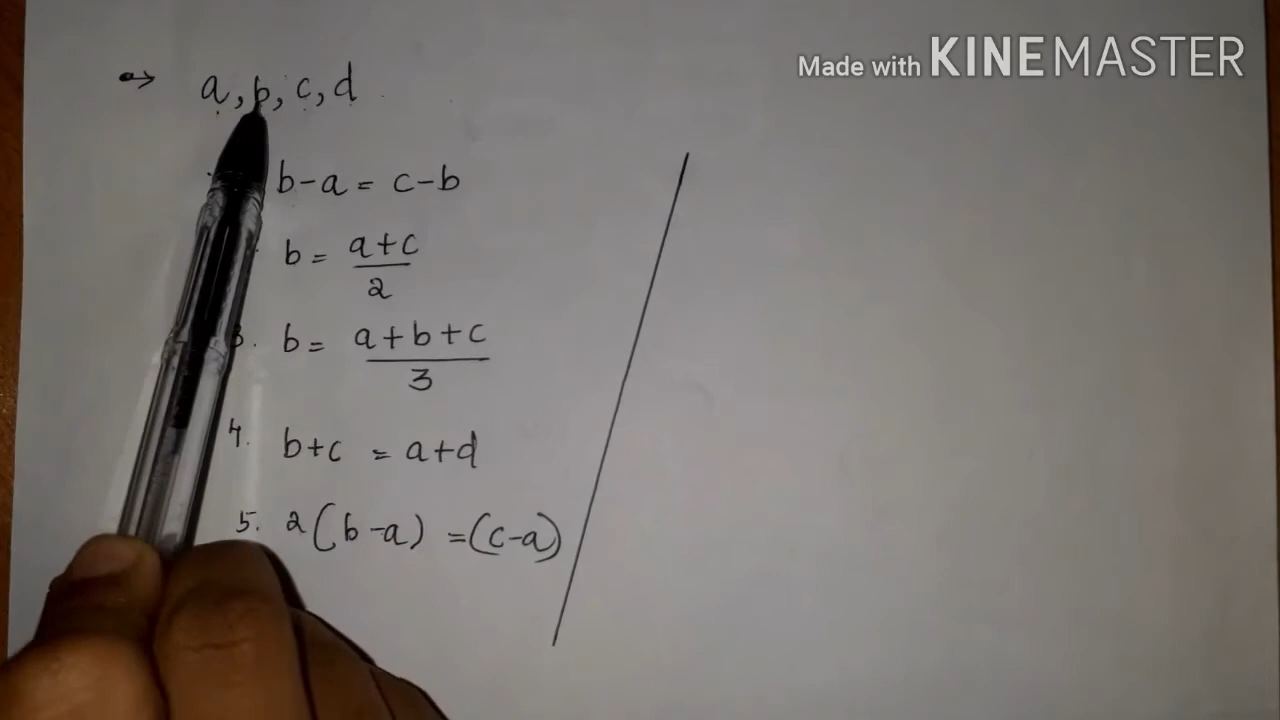 Made with KINEMASTER
→ a, b, c, d
b-a = c-b
b = a+c/2
3. b = a+b+c/3
4. b+c = a+d
5. 2(b-a) = (c-a)